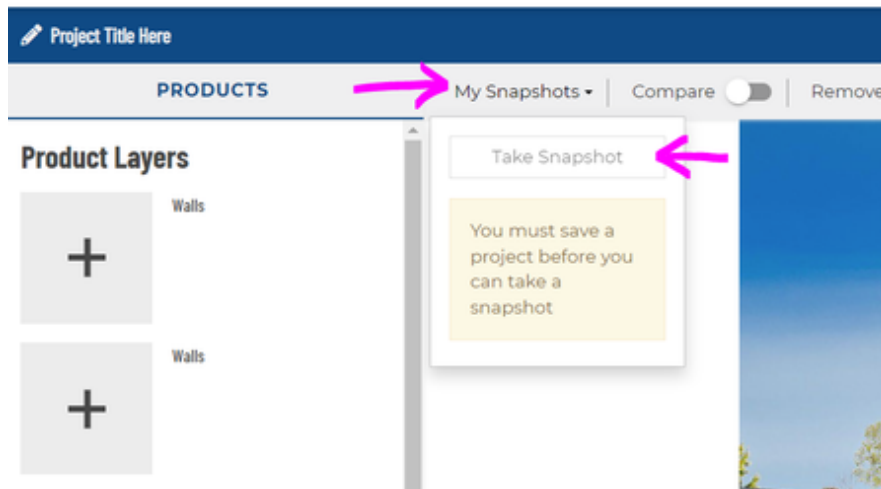 Project Title Here
PRODUCTS
My Snapshots
Compare
Remove
Product Layers
Walls
Walls
Take Snapshot
You must save a
project before you
can take a
snapshot